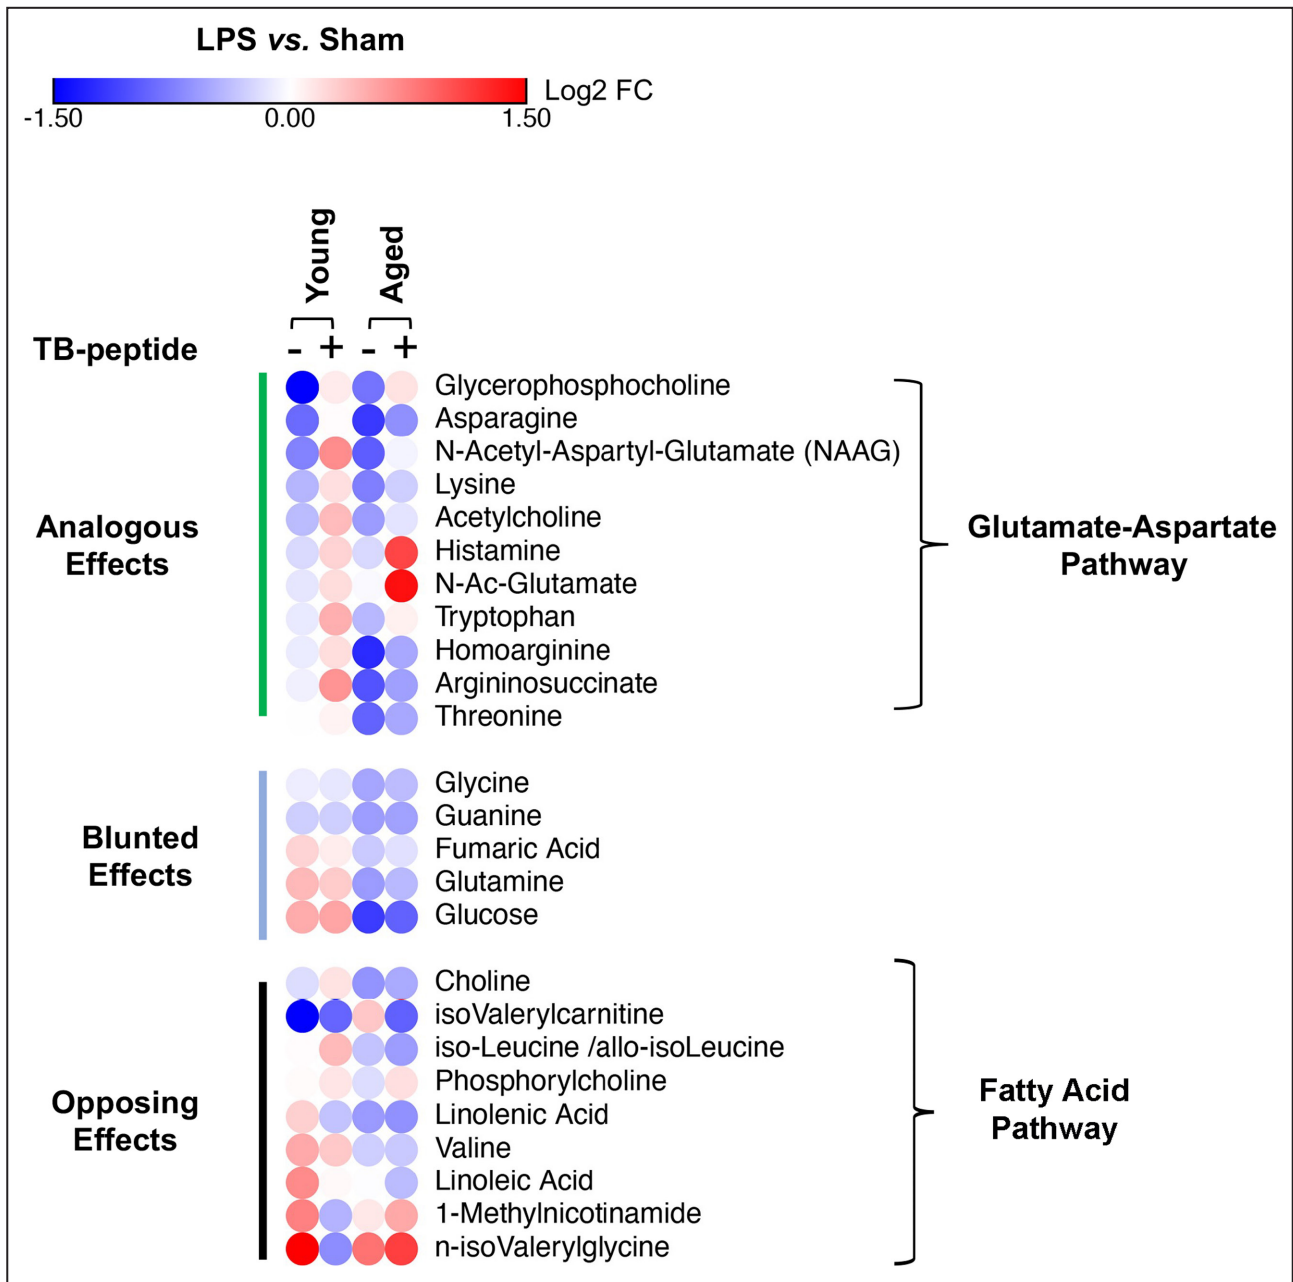 LPS vs. Sham
Log2 FC
-1.50 0.00 1.50
Young Aged
TB-peptide - + - +
Analogous
Effects
Glycerophosphocholine
Asparagine
N-Acetyl-Aspartyl-Glutamate (NAAG)
Lysine
Acetylcholine
Histamine
N-Ac-Glutamate
Tryptophan
Homoarginine
Argininosuccinate
Threonine
Glutamate-Aspartate
Pathway
Blunted
Effects
Glycine
Guanine
Fumaric Acid
Glutamine
Glucose
Opposing
Effects
Choline
isoValerylcarnitine
iso-Leucine /allo-isoLeucine
Phosphorylcholine
Linolenic Acid
Valine
Linoleic Acid
1-Methylnicotinamide
n-isoValerylglycine
Fatty Acid
Pathway